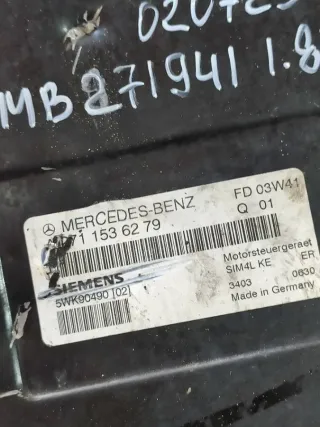 MB 271941 1.8
MERCEDES-BENZ
FD 03W41
1 153 62 79
Q 01
SIEMENS
5WK90490
Motorsteuergeraet
SIM4L KE ER
3403 0630
Made in Germany